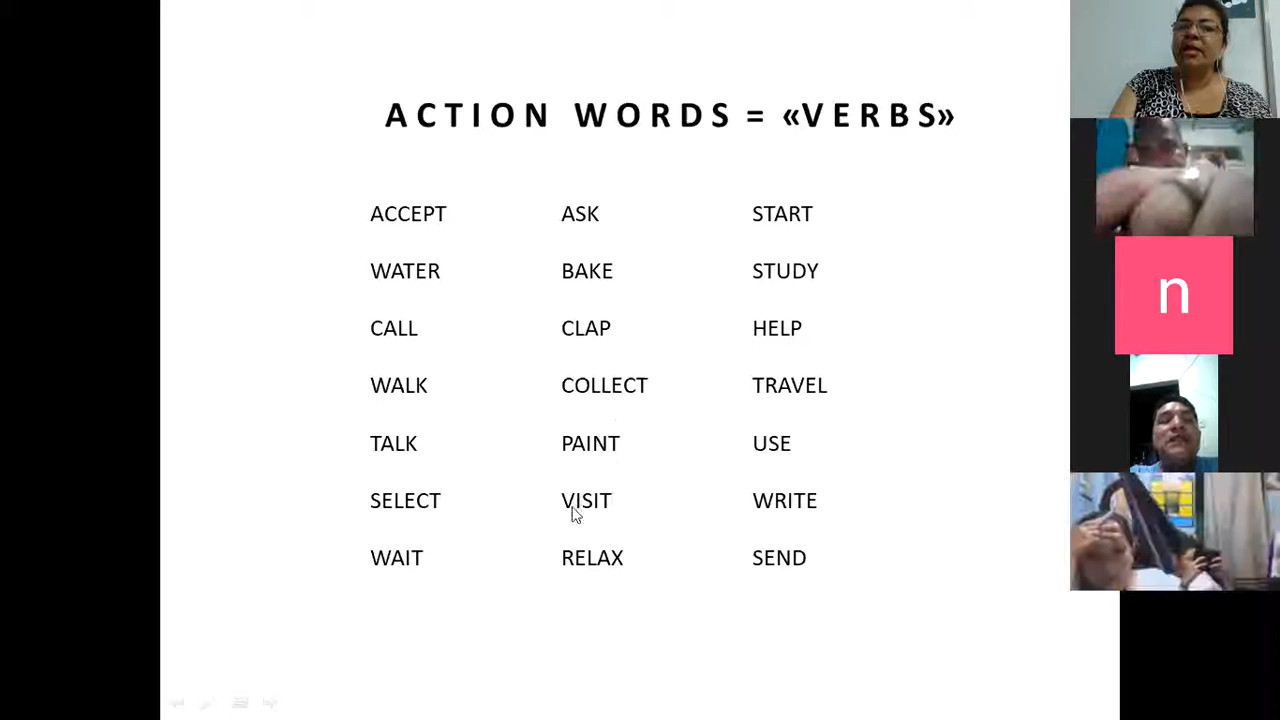 ACTION WORDS = «VERBS»
ACCEPT ASK START
WATER BAKE STUDY
CALL CLAP HELP
WALK COLLECT TRAVEL
TALK PAINT USE
SELECT VISIT WRITE
WAIT RELAX SEND
n